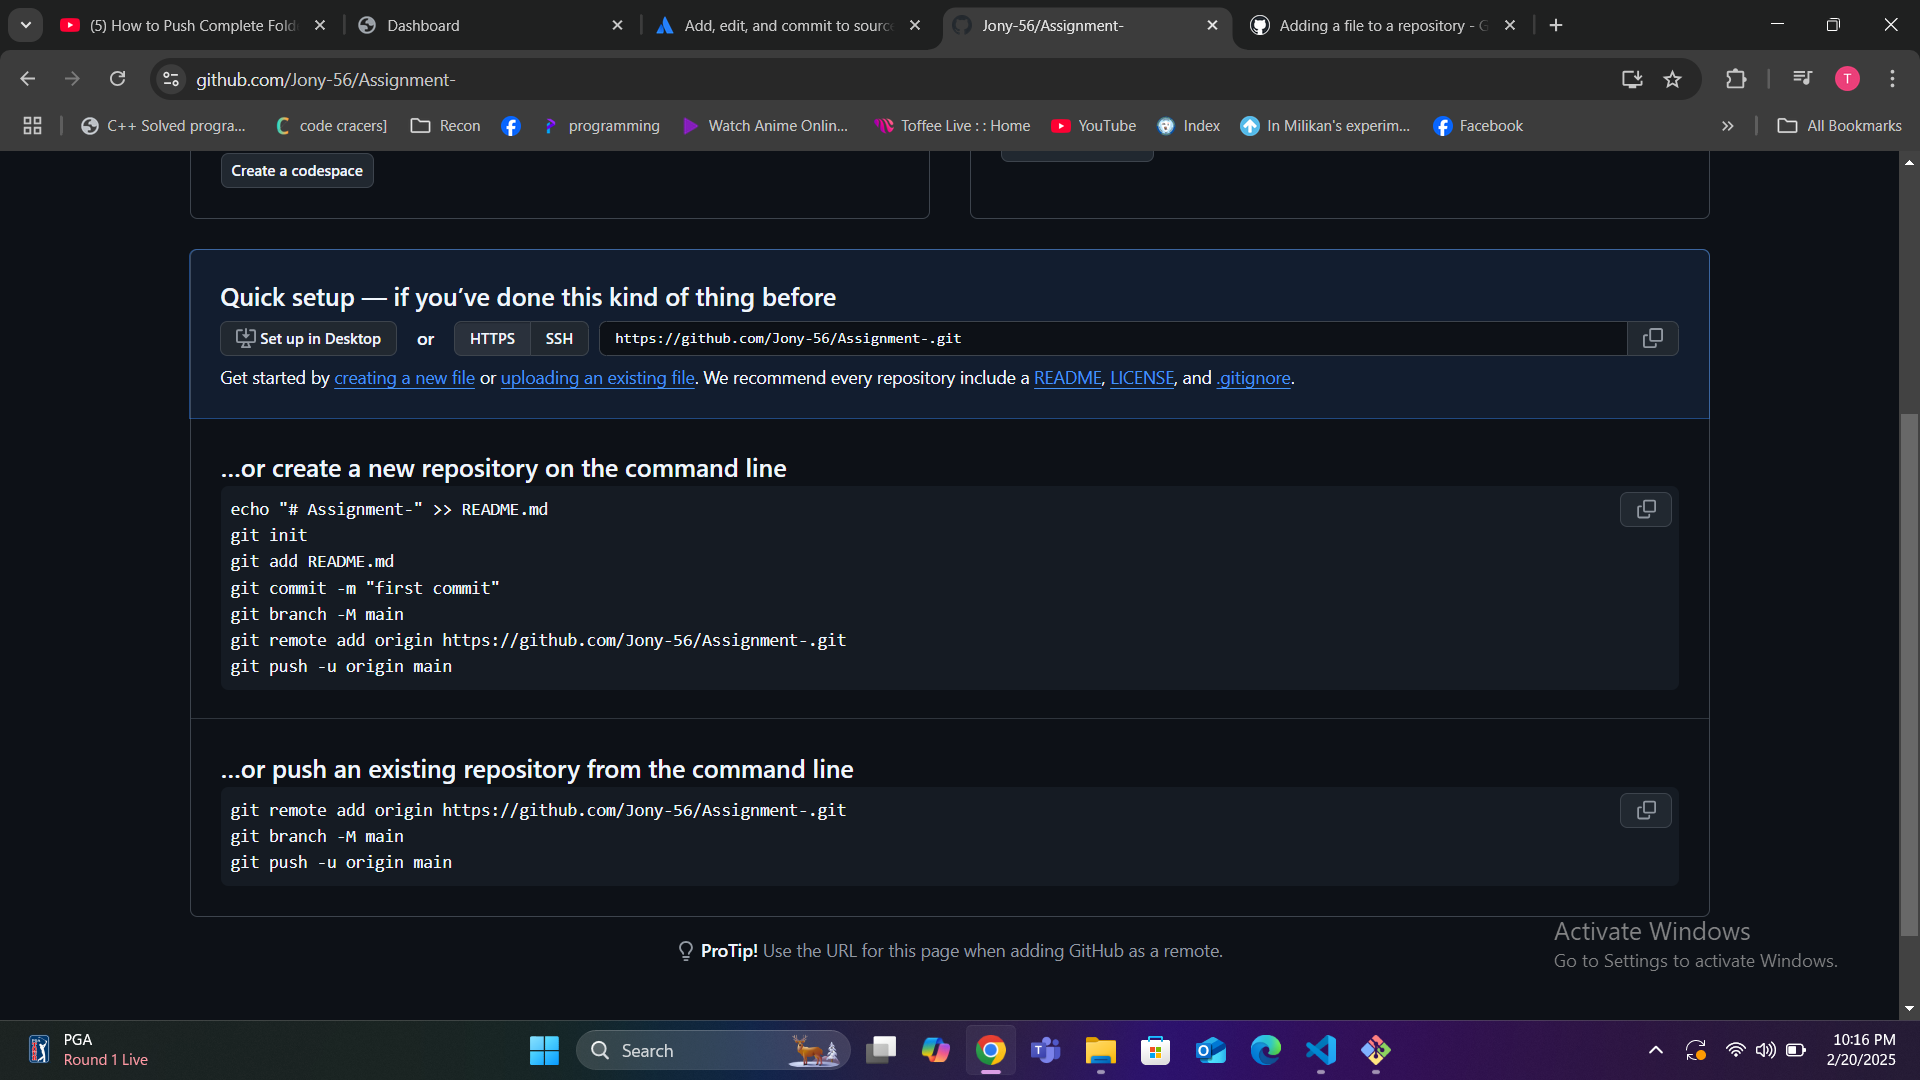 (5) How to Push Complete Fold
Dashboard
Add, edit, and commit to sourc
Jony-56/Assignment-
Adding a file to a repository - G
github.com/Jony-56/Assignment-
T
C++ Solved progra...
code cracers]
Recon
programming
Watch Anime Onlin...
Toffee Live : : Home
YouTube
Index
In Milikan's experim...
Facebook
All Bookmarks
Create a codespace
Quick setup — if you’ve done this kind of thing before
Set up in Desktop or HTTPS SSH https://github.com/Jony-56/Assignment-.git
Get started by creating a new file or uploading an existing file. We recommend every repository include a README, LICENSE, and .gitignore.
...or create a new repository on the command line
echo "# Assignment-" >> README.md
git init
git add README.md
git commit -m "first commit"
git branch -M main
git remote add origin https://github.com/Jony-56/Assignment-.git
git push -u origin main
...or push an existing repository from the command line
git remote add origin https://github.com/Jony-56/Assignment-.git
git branch -M main
git push -u origin main
ProTip! Use the URL for this page when adding GitHub as a remote.
Activate Windows
Go to Settings to activate Windows.
PGA
Round 1 Live
Search
10:16 PM
2/20/2025